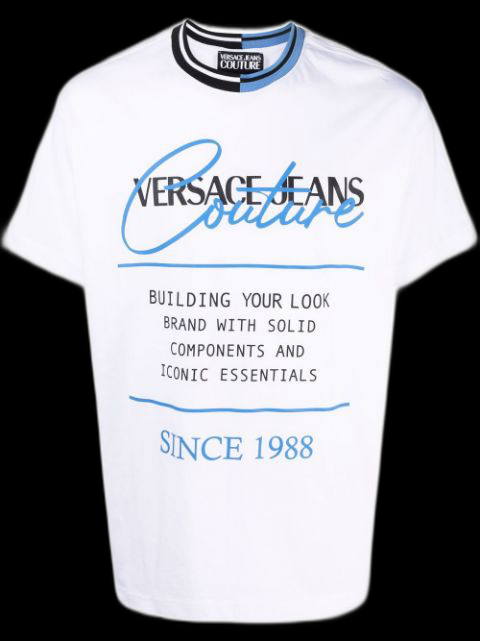 VERSACE JEANS
COUTURE
VERSACE JEANS
Couture
BUILDING YOUR LOOK
BRAND WITH SOLID
COMPONENTS AND
ICONIC ESSENTIALS
SINCE 1988